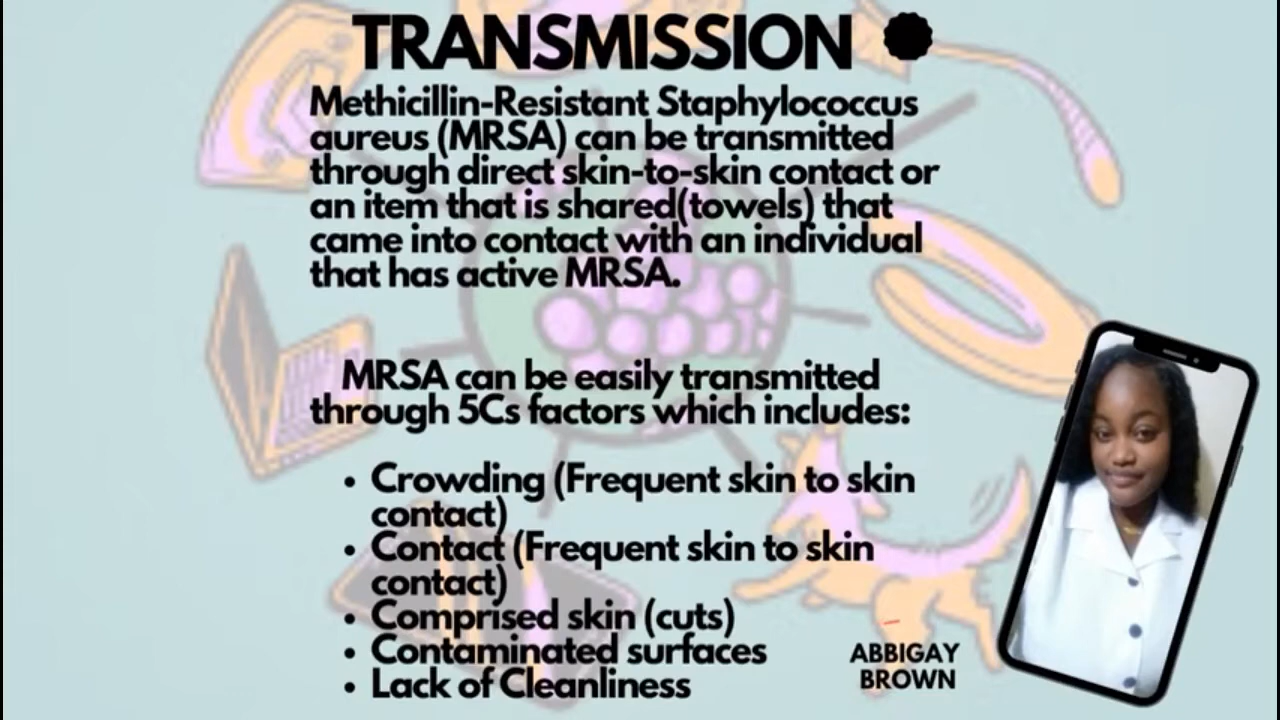 TRANSMISSION
Methicillin-Resistant Staphylococcus
aureus (MRSA) can be transmitted
through direct skin-to-skin contact or
an item that is shared(towels) that
came into contact with an individual
that has active MRSA.
MRSA can be easily transmitted
through 5Cs factors which includes:
• Crowding (Frequent skin to skin
contact)
• Contact (Frequent skin to skin
contact)
• Comprised skin (cuts)
• Contaminated surfaces
• Lack of Cleanliness
ABBIGAY
BROWN